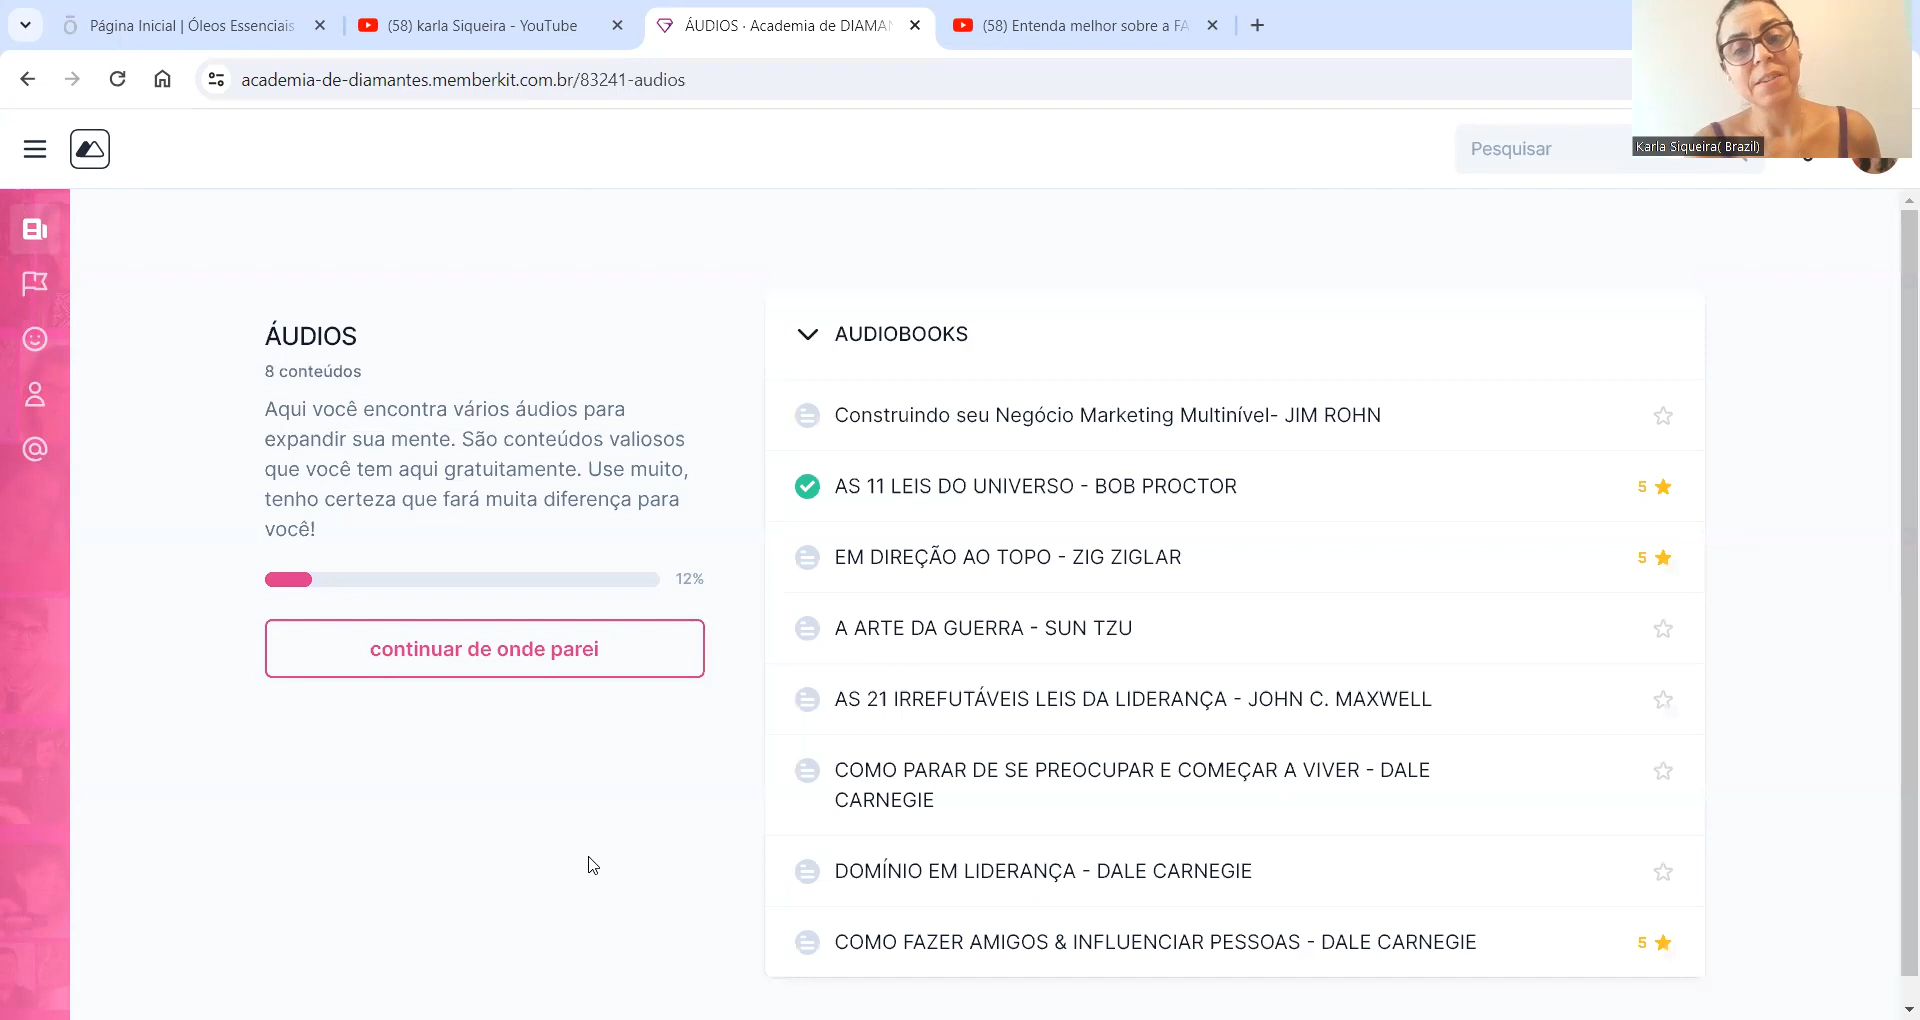 Página Inicial | Óleos Essenciais
(58) karla Siqueira - YouTube
ÁUDIOS · Academia de DIAMAN
(58) Entenda melhor sobre a FA
academia-de-diamantes.memberkit.com.br/83241-audios
Pesquisar
Karla Siqueira( Brazil)
ÁUDIOS
8 conteúdos
Aqui você encontra vários áudios para
expandir sua mente. São conteúdos valiosos
que você tem aqui gratuitamente. Use muito,
tenho certeza que fará muita diferença para
você!
12%
continuar de onde parei
AUDIOBOOKS
Construindo seu Negócio Marketing Multinível- JIM ROHN
AS 11 LEIS DO UNIVERSO - BOB PROCTOR
5
EM DIREÇÃO AO TOPO - ZIG ZIGLAR
5
A ARTE DA GUERRA - SUN TZU
AS 21 IRREFUTÁVEIS LEIS DA LIDERANÇA - JOHN C. MAXWELL
COMO PARAR DE SE PREOCUPAR E COMEÇAR A VIVER - DALE
CARNEGIE
DOMÍNIO EM LIDERANÇA - DALE CARNEGIE
COMO FAZER AMIGOS & INFLUENCIAR PESSOAS - DALE CARNEGIE
5